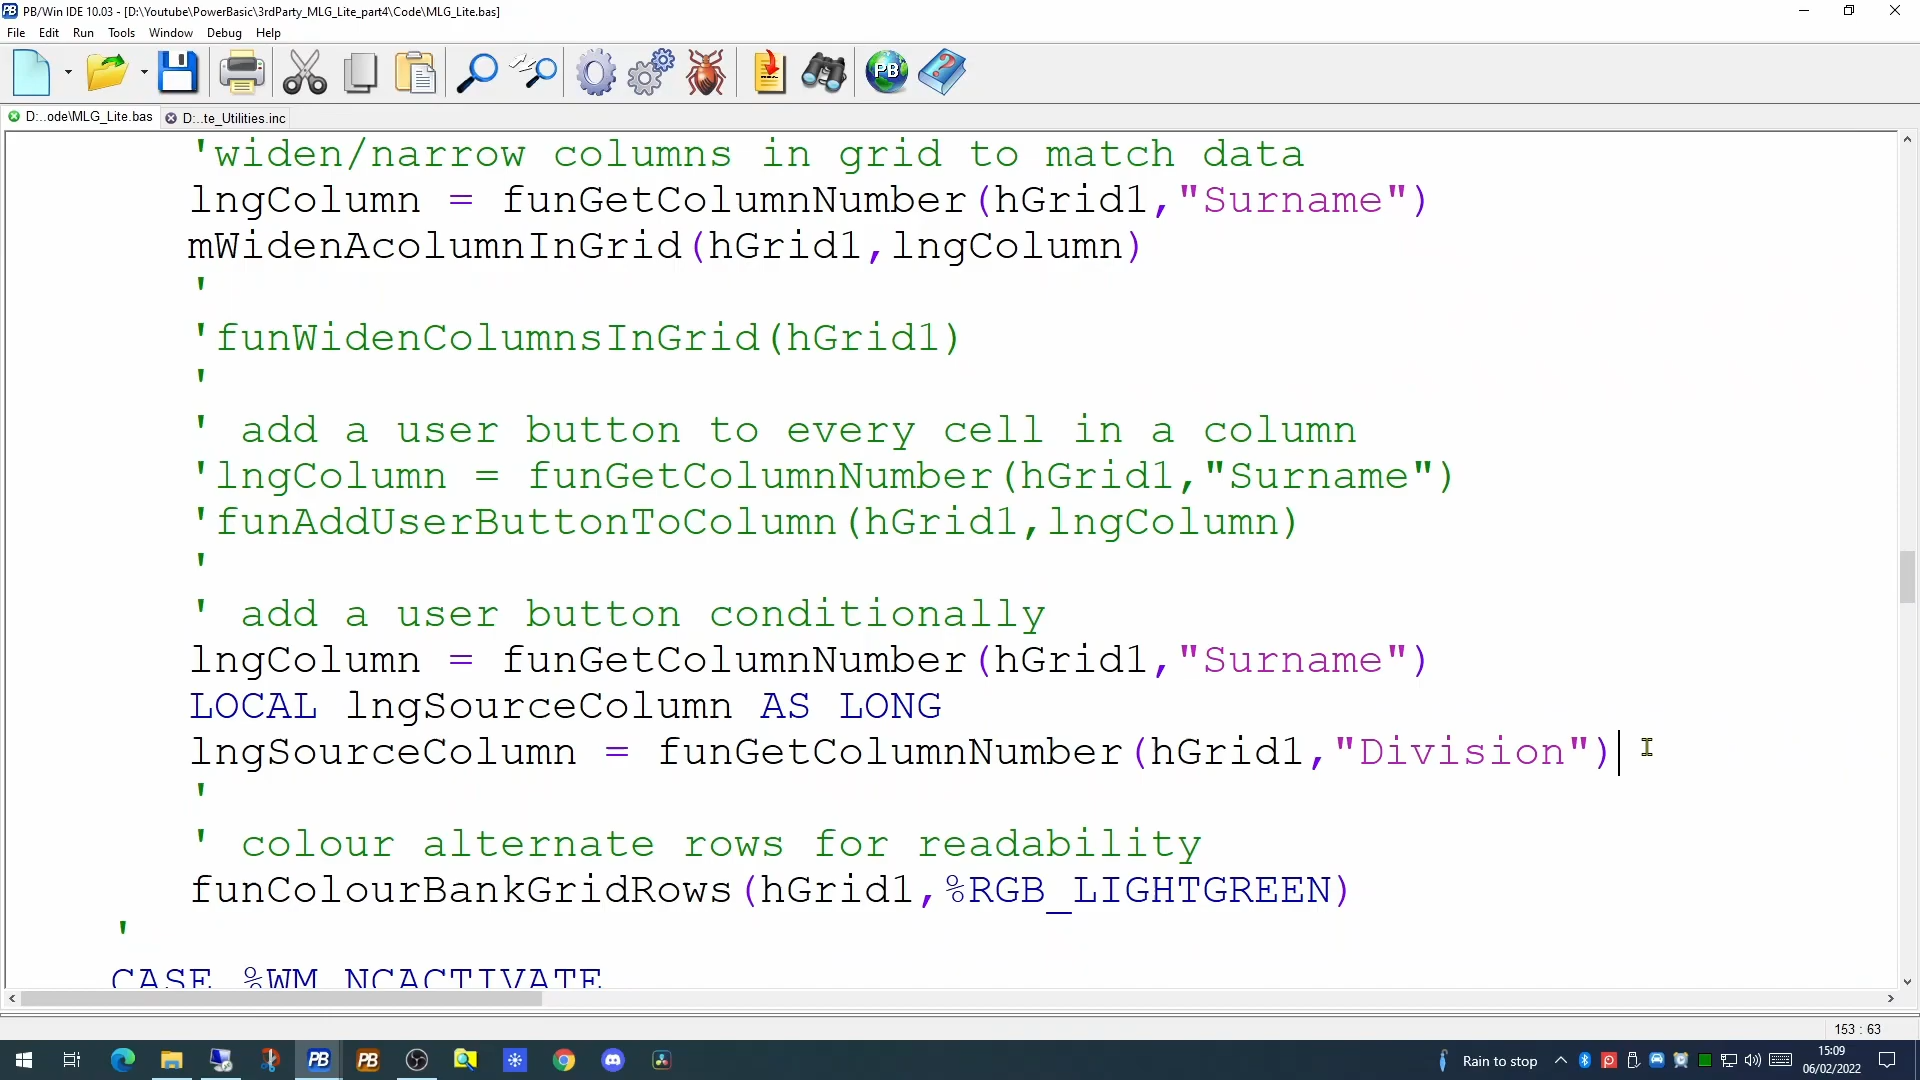 PB/Win IDE 10.03 - [D:\Youtube\PowerBasic\3rdParty_MLG_Lite_part4\Code\MLG_Lite.bas]
File Edit Run Tools Window Debug Help
PB
D:..ode\MLG_Lite.bas D:..te_Utilities.inc
'widen/narrow columns in grid to match data
lngColumn = funGetColumnNumber(hGrid1,"Surname")
mWidenAcolumnInGrid(hGrid1,lngColumn)
'
'funWidenColumnsInGrid(hGrid1)
'
' add a user button to every cell in a column
'lngColumn = funGetColumnNumber(hGrid1,"Surname")
'funAddUserButtonToColumn(hGrid1,lngColumn)
'
' add a user button conditionally
lngColumn = funGetColumnNumber(hGrid1,"Surname")
LOCAL lngSourceColumn AS LONG
lngSourceColumn = funGetColumnNumber(hGrid1,"Division")
'
' colour alternate rows for readability
funColourBankGridRows(hGrid1,%RGB_LIGHTGREEN)
'
CASE %WM_NCACTIVATE
153 : 63
PB PB Rain to stop 15:09
06/02/2022